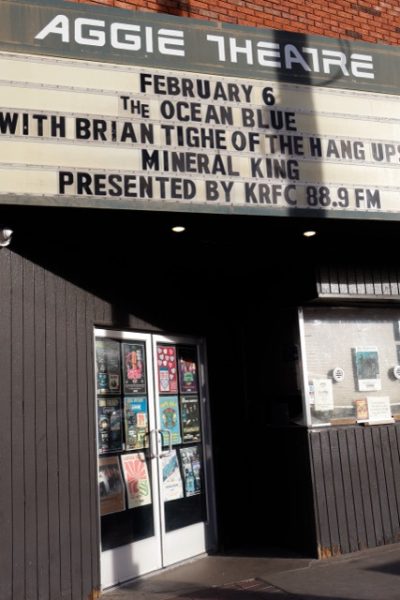 AGGIE THEATRE
FEBRUARY 6
THE OCEAN BLUE
WITH BRIAN TIGHE OF THE HANG UPS
MINERAL KING
PRESENTED BY KRFC 88.9 FM